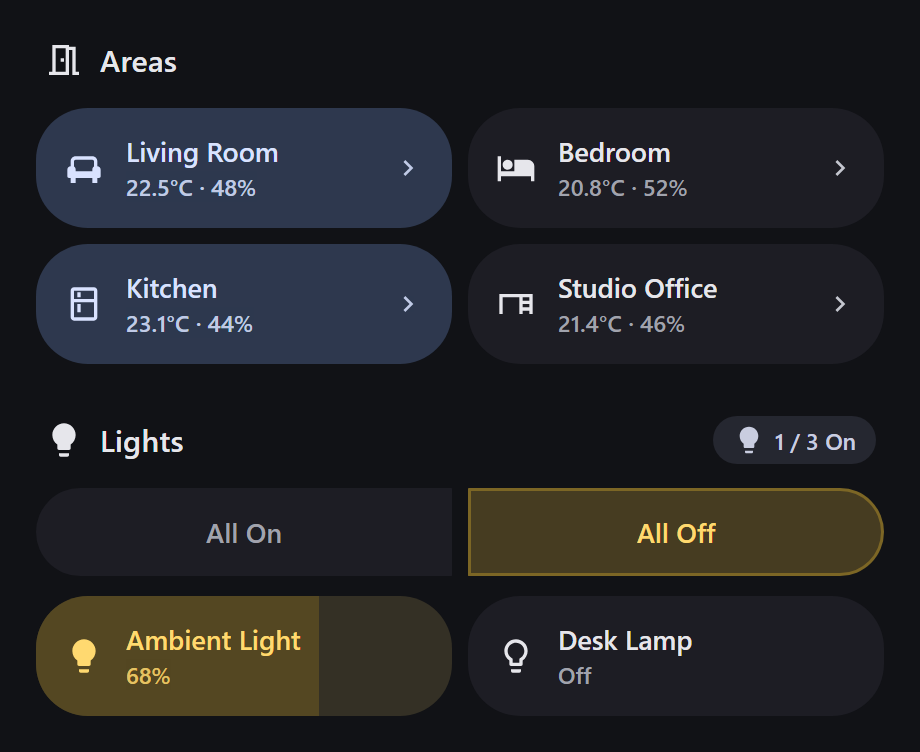 Areas
Living Room
22.5°C · 48%
Bedroom
20.8°C · 52%
Kitchen
23.1°C · 44%
Studio Office
21.4°C · 46%
Lights
1 / 3 On
All On
All Off
Ambient Light
68%
Desk Lamp
Off